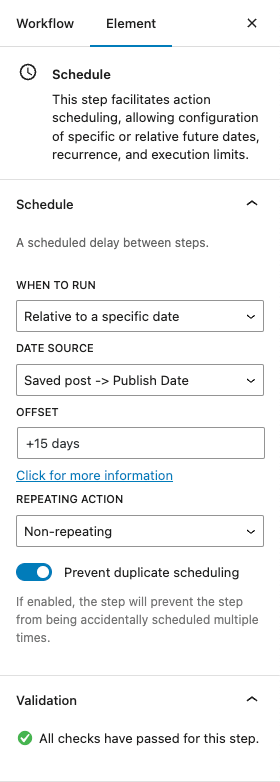 Workflow Element
Schedule
This step facilitates action
scheduling, allowing configuration
of specific or relative future dates,
recurrence, and execution limits.
Schedule
A scheduled delay between steps.
WHEN TO RUN
Relative to a specific date
DATE SOURCE
Saved post -> Publish Date
OFFSET
+15 days
Click for more information
REPEATING ACTION
Non-repeating
Prevent duplicate scheduling
If enabled, the step will prevent the step
from being accidentally scheduled multiple
times.
Validation
All checks have passed for this step.